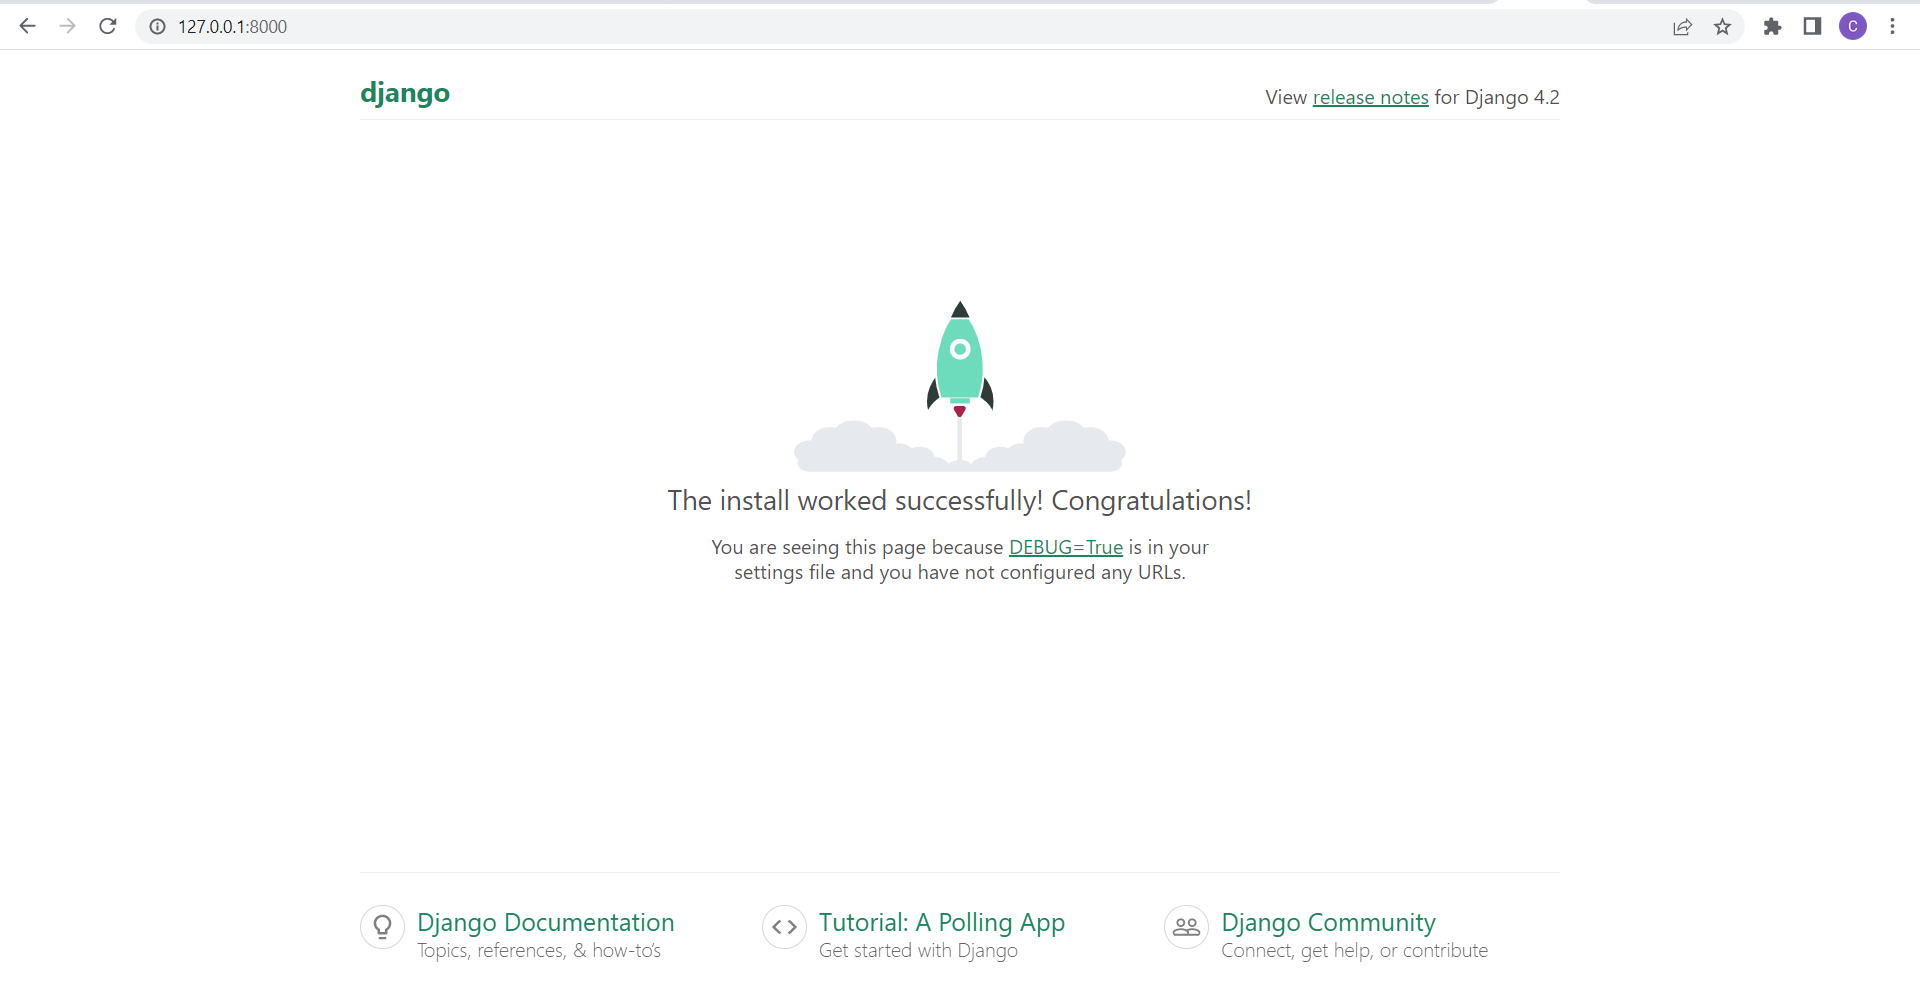 127.0.0.1:8000
C
django
View release notes for Django 4.2
The install worked successfully! Congratulations!
You are seeing this page because DEBUG=True is in your
settings file and you have not configured any URLs.
Django Documentation
Topics, references, & how-to’s
Tutorial: A Polling App
Get started with Django
Django Community
Connect, get help, or contribute